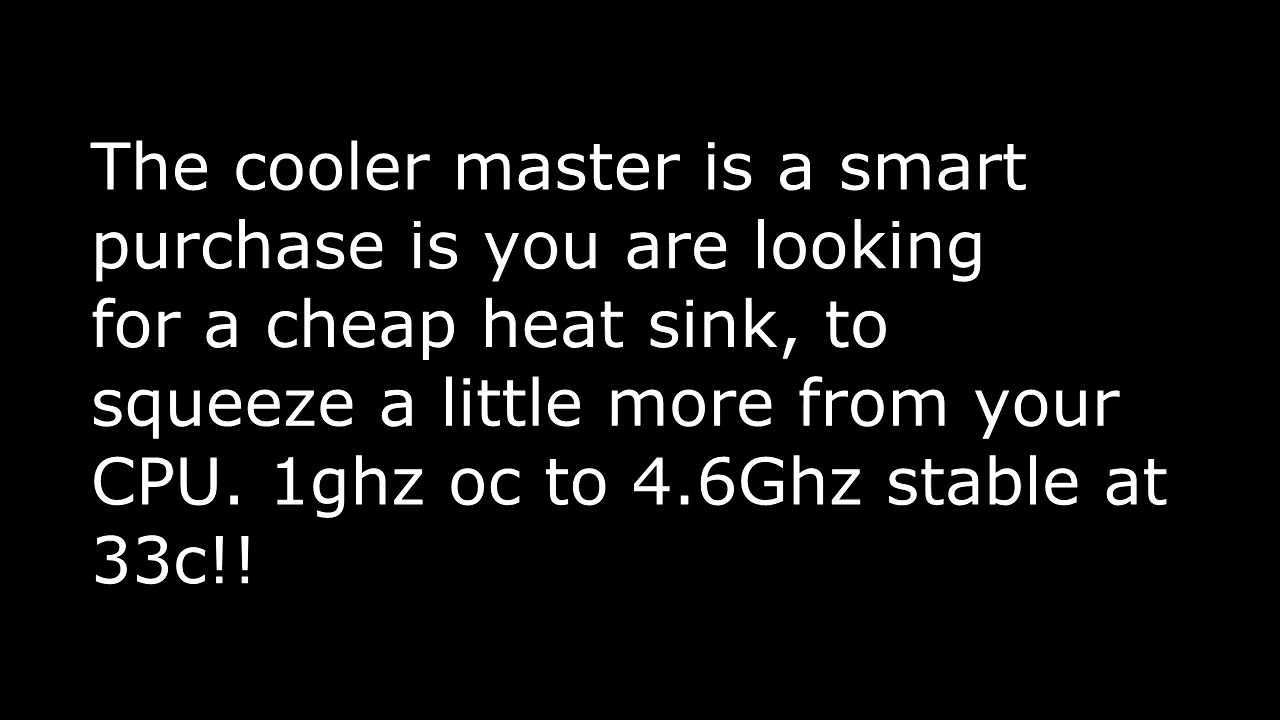 The cooler master is a smart
purchase is you are looking
for a cheap heat sink, to
squeeze a little more from your
CPU. 1ghz oc to 4.6Ghz stable at
33c!!